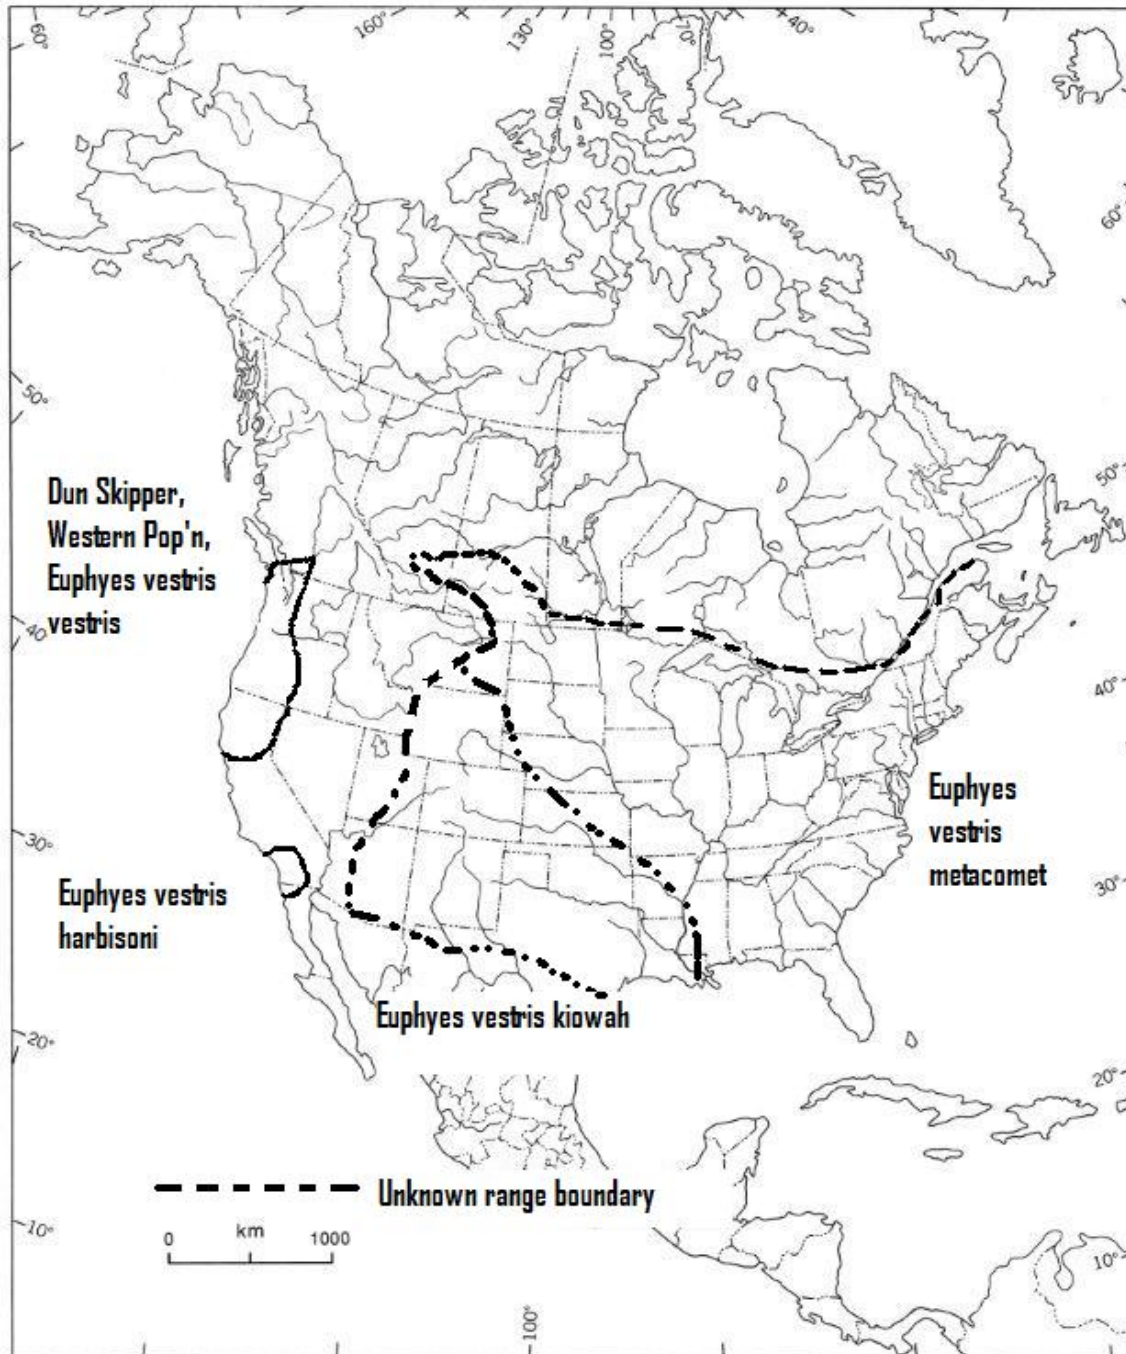 60°
160°
130°
100°
70°
40°
60°
50°
50°
Dun Skipper,
Western Pop'n,
Euphyes vestris
vestris
40°
40°
Euphyes
vestris
metacomet
30°
30°
Euphyes vestris
harbisoni
Euphyes vestris kiowah
20°
20°
Unknown range boundary
km
0 1000
10°
10°
100°